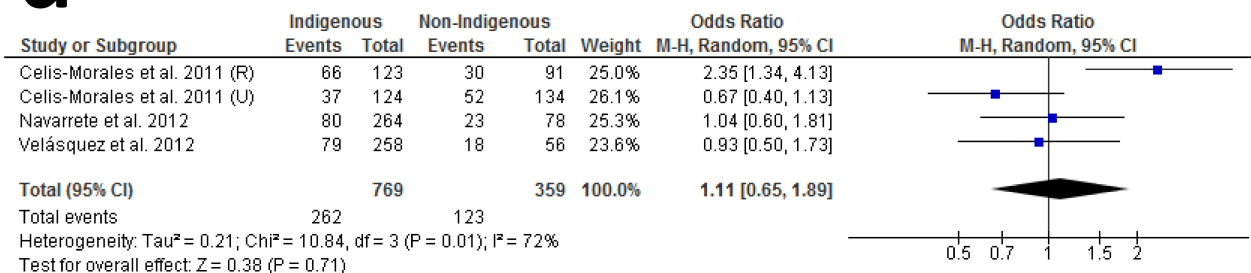 Indigenous Non-Indigenous Odds Ratio Odds Ratio
Study or Subgroup Events Total Events Total Weight M-H, Random, 95% CI M-H, Random, 95% CI
Celis-Morales et al. 2011 (R) 66 123 30 91 25.0% 2.35 [1.34, 4.13]
Celis-Morales et al. 2011 (U) 37 124 52 134 26.1% 0.67 [0.40, 1.13]
Navarrete et al. 2012 80 264 23 78 25.3% 1.04 [0.60, 1.81]
Velásquez et al. 2012 79 258 18 56 23.6% 0.93 [0.50, 1.73]
Total (95% CI) 769 359 100.0% 1.11 [0.65, 1.89]
Total events 262 123
Heterogeneity: Tau² = 0.21; Chi² = 10.84, df = 3 (P = 0.01); I² = 72%
Test for overall effect: Z = 0.38 (P = 0.71)
0.5 0.7 1 1.5 2